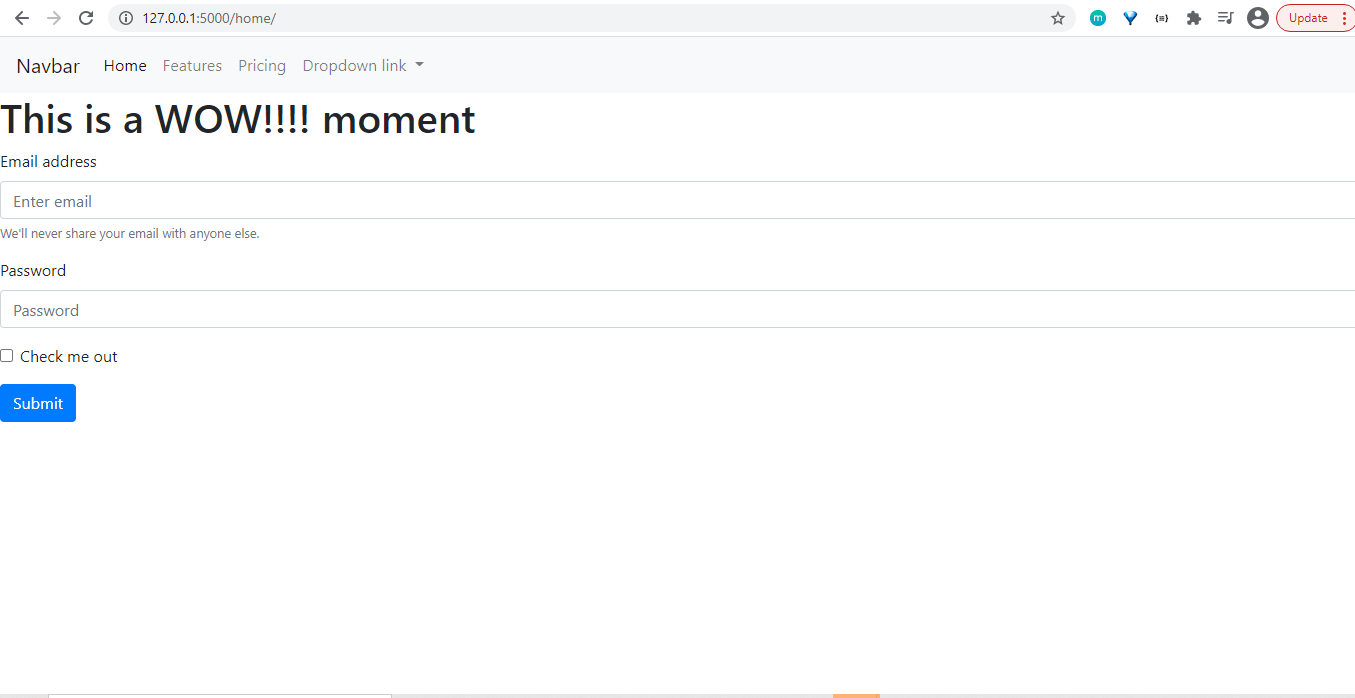 127.0.0.1:5000/home/
m
{≡}
Update
Navbar Home Features Pricing Dropdown link
This is a WOW!!!! moment
Email address
Enter email
We'll never share your email with anyone else.
Password
Password
Check me out
Submit